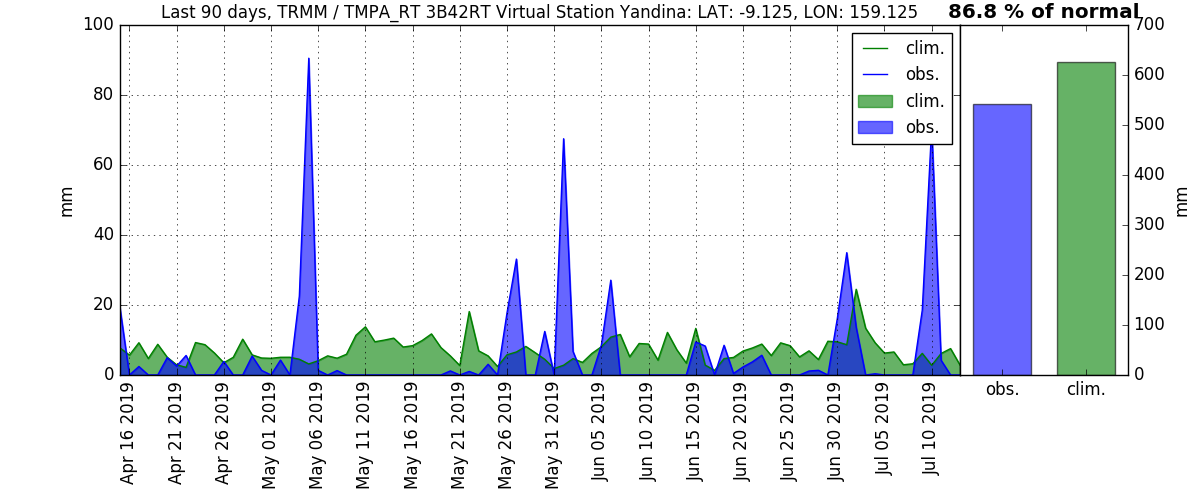 Last 90 days, TRMM / TMPA_RT 3B42RT Virtual Station Yandina: LAT: -9.125, LON: 159.125
86.8 % of normal
clim.
obs.
clim.
obs.
mm
100
80
60
40
20
0
Apr 16 2019
Apr 21 2019
Apr 26 2019
May 01 2019
May 06 2019
May 11 2019
May 16 2019
May 21 2019
May 26 2019
May 31 2019
Jun 05 2019
Jun 10 2019
Jun 15 2019
Jun 20 2019
Jun 25 2019
Jun 30 2019
Jul 05 2019
Jul 10 2019
700
600
500
400
300
200
100
0
mm
obs.
clim.